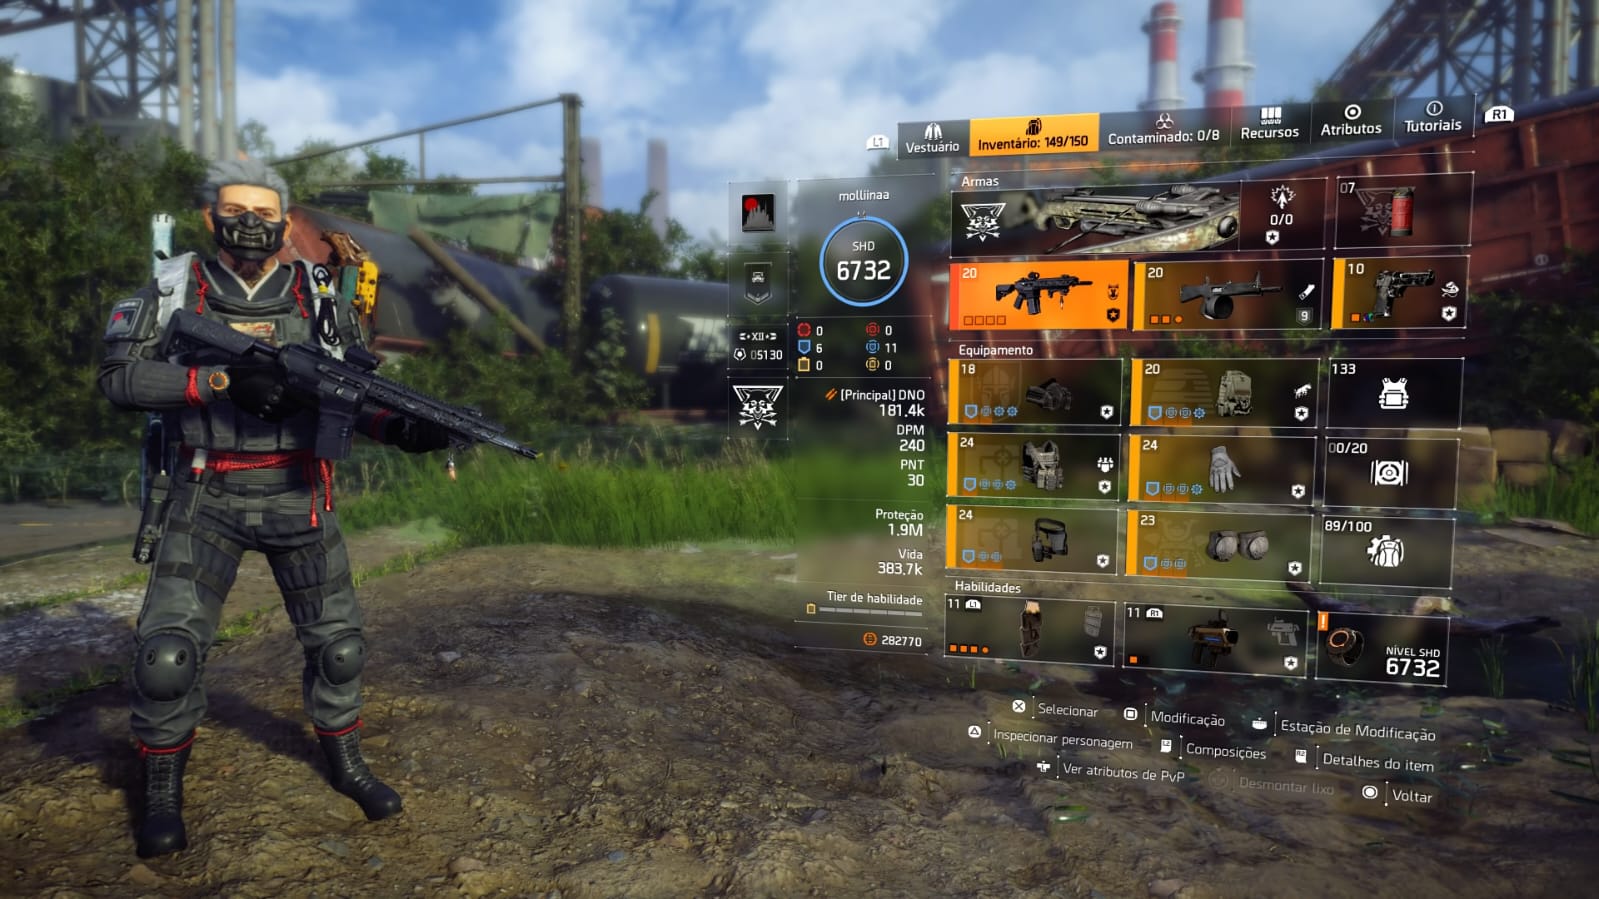 L1
Vestuário
Inventário: 149/150
Contaminado: 0/8
Recursos
Atributos
Tutoriais
R1
molliinaa
SHD
6732
XII
05130
0
0
6
11
0
0
[Principal] DNO
181.4k
DPM
240
PNT
30
Proteção
1.9M
Vida
383.7k
Tier de habilidade
282770
Armas
0/0
07
20
20
9
10
Equipamento
18
20
133
24
24
00/20
24
23
89/100
Habilidades
11 L1
11 R1
NÍVEL SHD
6732
Selecionar
Modificação
Estação de Modificação
Inspecionar personagem
Composições
Detalhes do item
Ver atributos de PvP
Desmontar lixo
Voltar